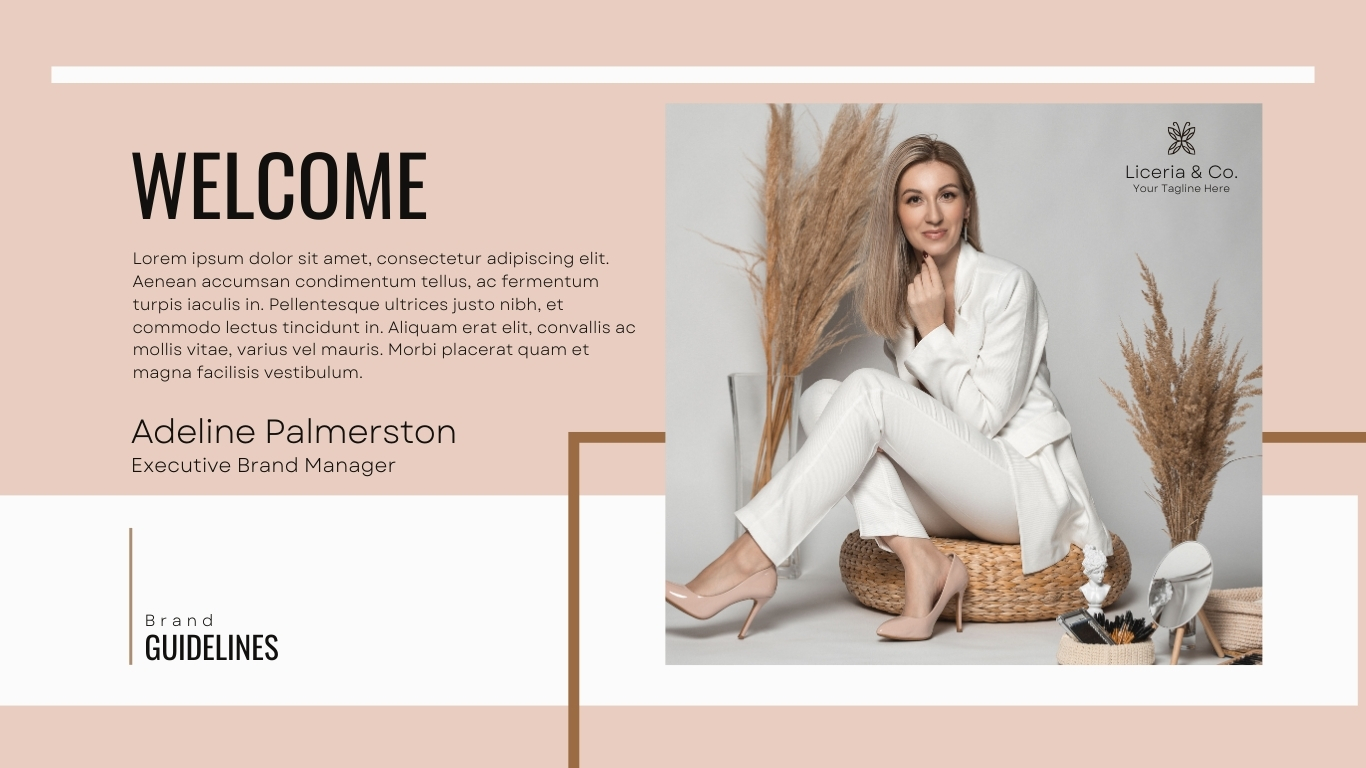 WELCOME
Lorem ipsum dolor sit amet, consectetur adipiscing elit.
Aenean accumsan condimentum tellus, ac fermentum
turpis iaculis in. Pellentesque ultrices justo nibh, et
commodo lectus tincidunt in. Aliquam erat elit, convallis ac
mollis vitae, varius vel mauris. Morbi placerat quam et
magna facilisis vestibulum.
Adeline Palmerston
Executive Brand Manager
Brand
GUIDELINES
Liceria & Co.
Your Tagline Here